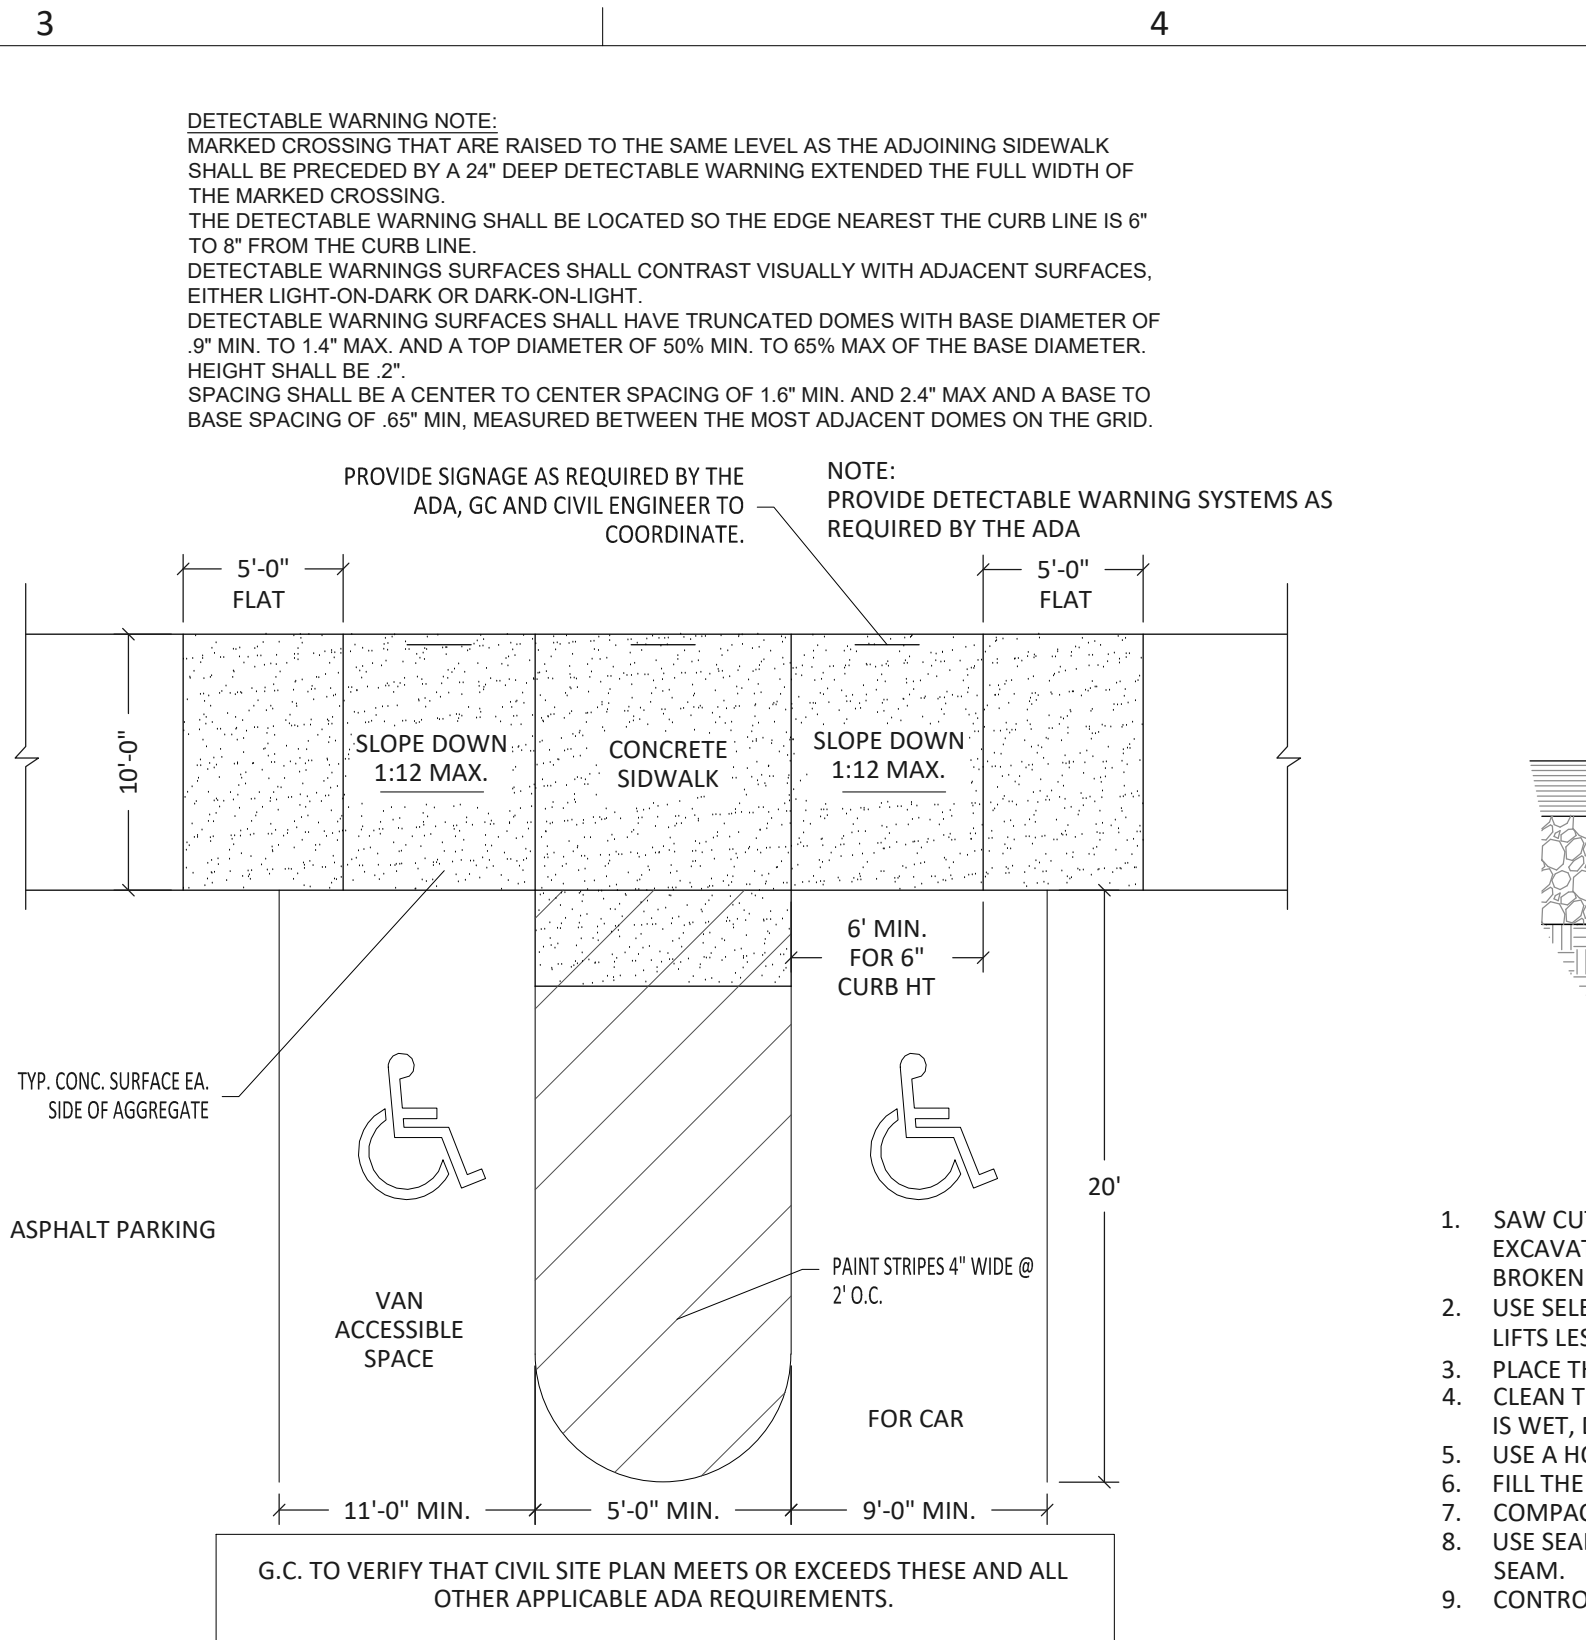 3
4
DETECTABLE WARNING NOTE:
MARKED CROSSING THAT ARE RAISED TO THE SAME LEVEL AS THE ADJOINING SIDEWALK
SHALL BE PRECEDED BY A 24" DEEP DETECTABLE WARNING EXTENDED THE FULL WIDTH OF
THE MARKED CROSSING.
THE DETECTABLE WARNING SHALL BE LOCATED SO THE EDGE NEAREST THE CURB LINE IS 6"
TO 8" FROM THE CURB LINE.
DETECTABLE WARNINGS SURFACES SHALL CONTRAST VISUALLY WITH ADJACENT SURFACES,
EITHER LIGHT-ON-DARK OR DARK-ON-LIGHT.
DETECTABLE WARNING SURFACES SHALL HAVE TRUNCATED DOMES WITH BASE DIAMETER OF
.9" MIN. TO 1.4" MAX. AND A TOP DIAMETER OF 50% MIN. TO 65% MAX OF THE BASE DIAMETER.
HEIGHT SHALL BE .2".
SPACING SHALL BE A CENTER TO CENTER SPACING OF 1.6" MIN. AND 2.4" MAX AND A BASE TO
BASE SPACING OF .65" MIN, MEASURED BETWEEN THE MOST ADJACENT DOMES ON THE GRID.
PROVIDE SIGNAGE AS REQUIRED BY THE
ADA, GC AND CIVIL ENGINEER TO
COORDINATE.
NOTE:
PROVIDE DETECTABLE WARNING SYSTEMS AS
REQUIRED BY THE ADA
5'-0"
FLAT
5'-0"
FLAT
10'-0"
SLOPE DOWN
1:12 MAX.
CONCRETE
SIDWALK
SLOPE DOWN
1:12 MAX.
6' MIN.
FOR 6"
CURB HT
TYP. CONC. SURFACE EA.
SIDE OF AGGREGATE
20'
ASPHALT PARKING
PAINT STRIPES 4" WIDE @
2' O.C.
VAN
ACCESSIBLE
SPACE
FOR CAR
11'-0" MIN.
5'-0" MIN.
9'-0" MIN.
G.C. TO VERIFY THAT CIVIL SITE PLAN MEETS OR EXCEEDS THESE AND ALL
OTHER APPLICABLE ADA REQUIREMENTS.
1. SAW
EXCAVAT
BROKEN
2. USE
LIFTS
3. PLACE
4. CLEAN
IS WET,
5. USE A
6. FILL THE
7. COMPAC
8. USE
SEAM.
9. CONTRO